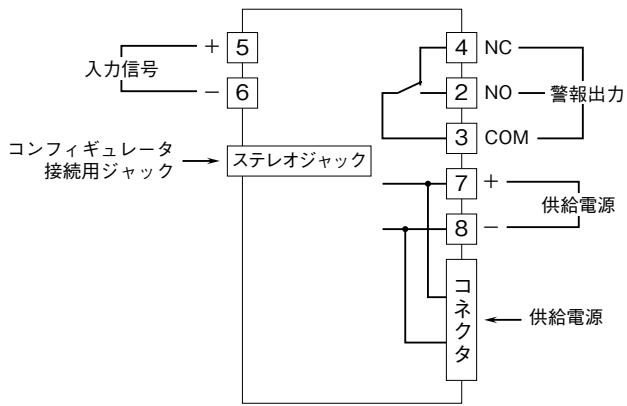 入力信号
+ 5
− 6
コンフィギュレータ
接続用ジャック
ステレオジャック
4 NC
2 NO
3 COM
警報出力
7 +
8 −
供給電源
コネクタ
供給電源